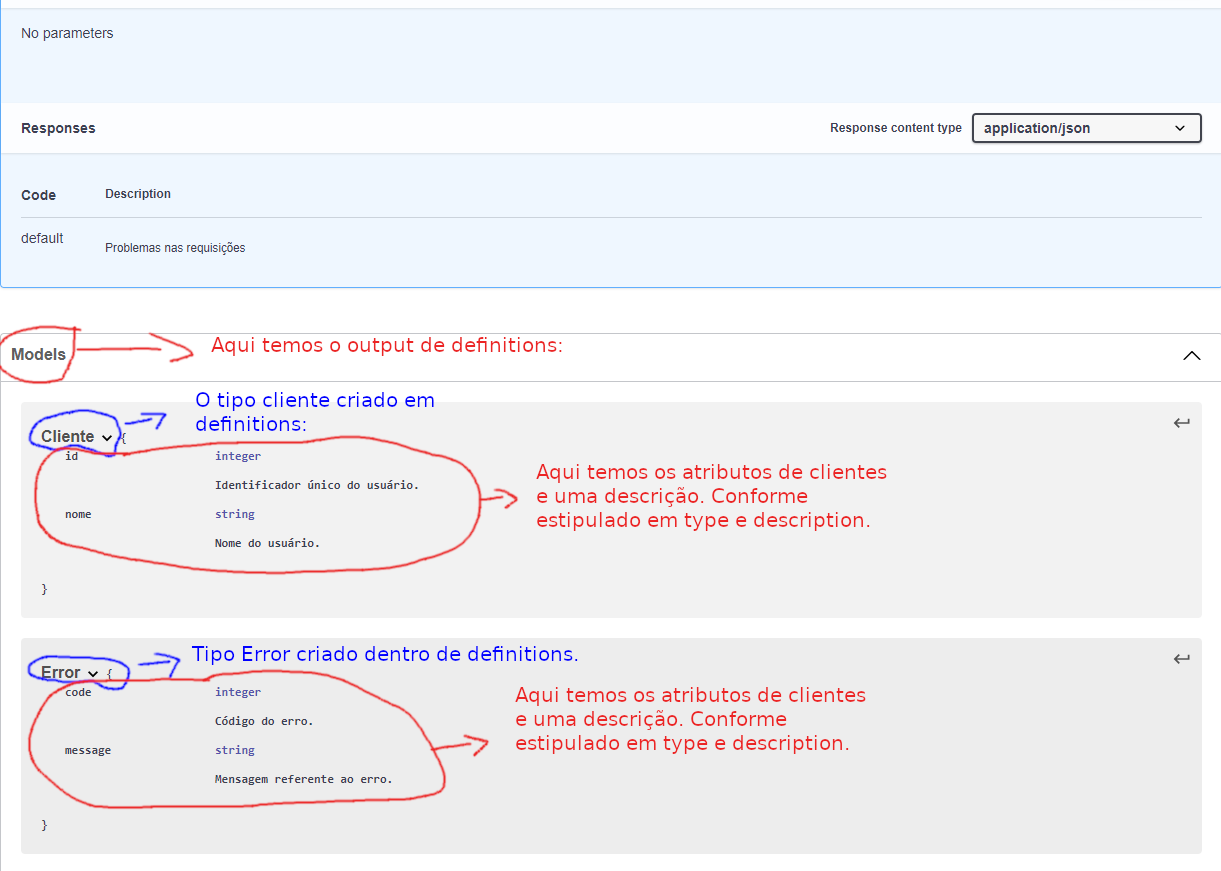 No parameters
Responses
Response content type
application/json
Code
Description
default
Problemas nas requisições
Models
Aqui temos o output de definitions:
O tipo cliente criado em
definitions:
Cliente {
id
integer
Identificador único do usuário.
nome
string
Nome do usuário.
}
Aqui temos os atributos de clientes
e uma descrição. Conforme
estipulado em type e description.
Tipo Error criado dentro de definitions.
Error {
code
integer
Código do erro.
message
string
Mensagem referente ao erro.
}
Aqui temos os atributos de clientes
e uma descrição. Conforme
estipulado em type e description.